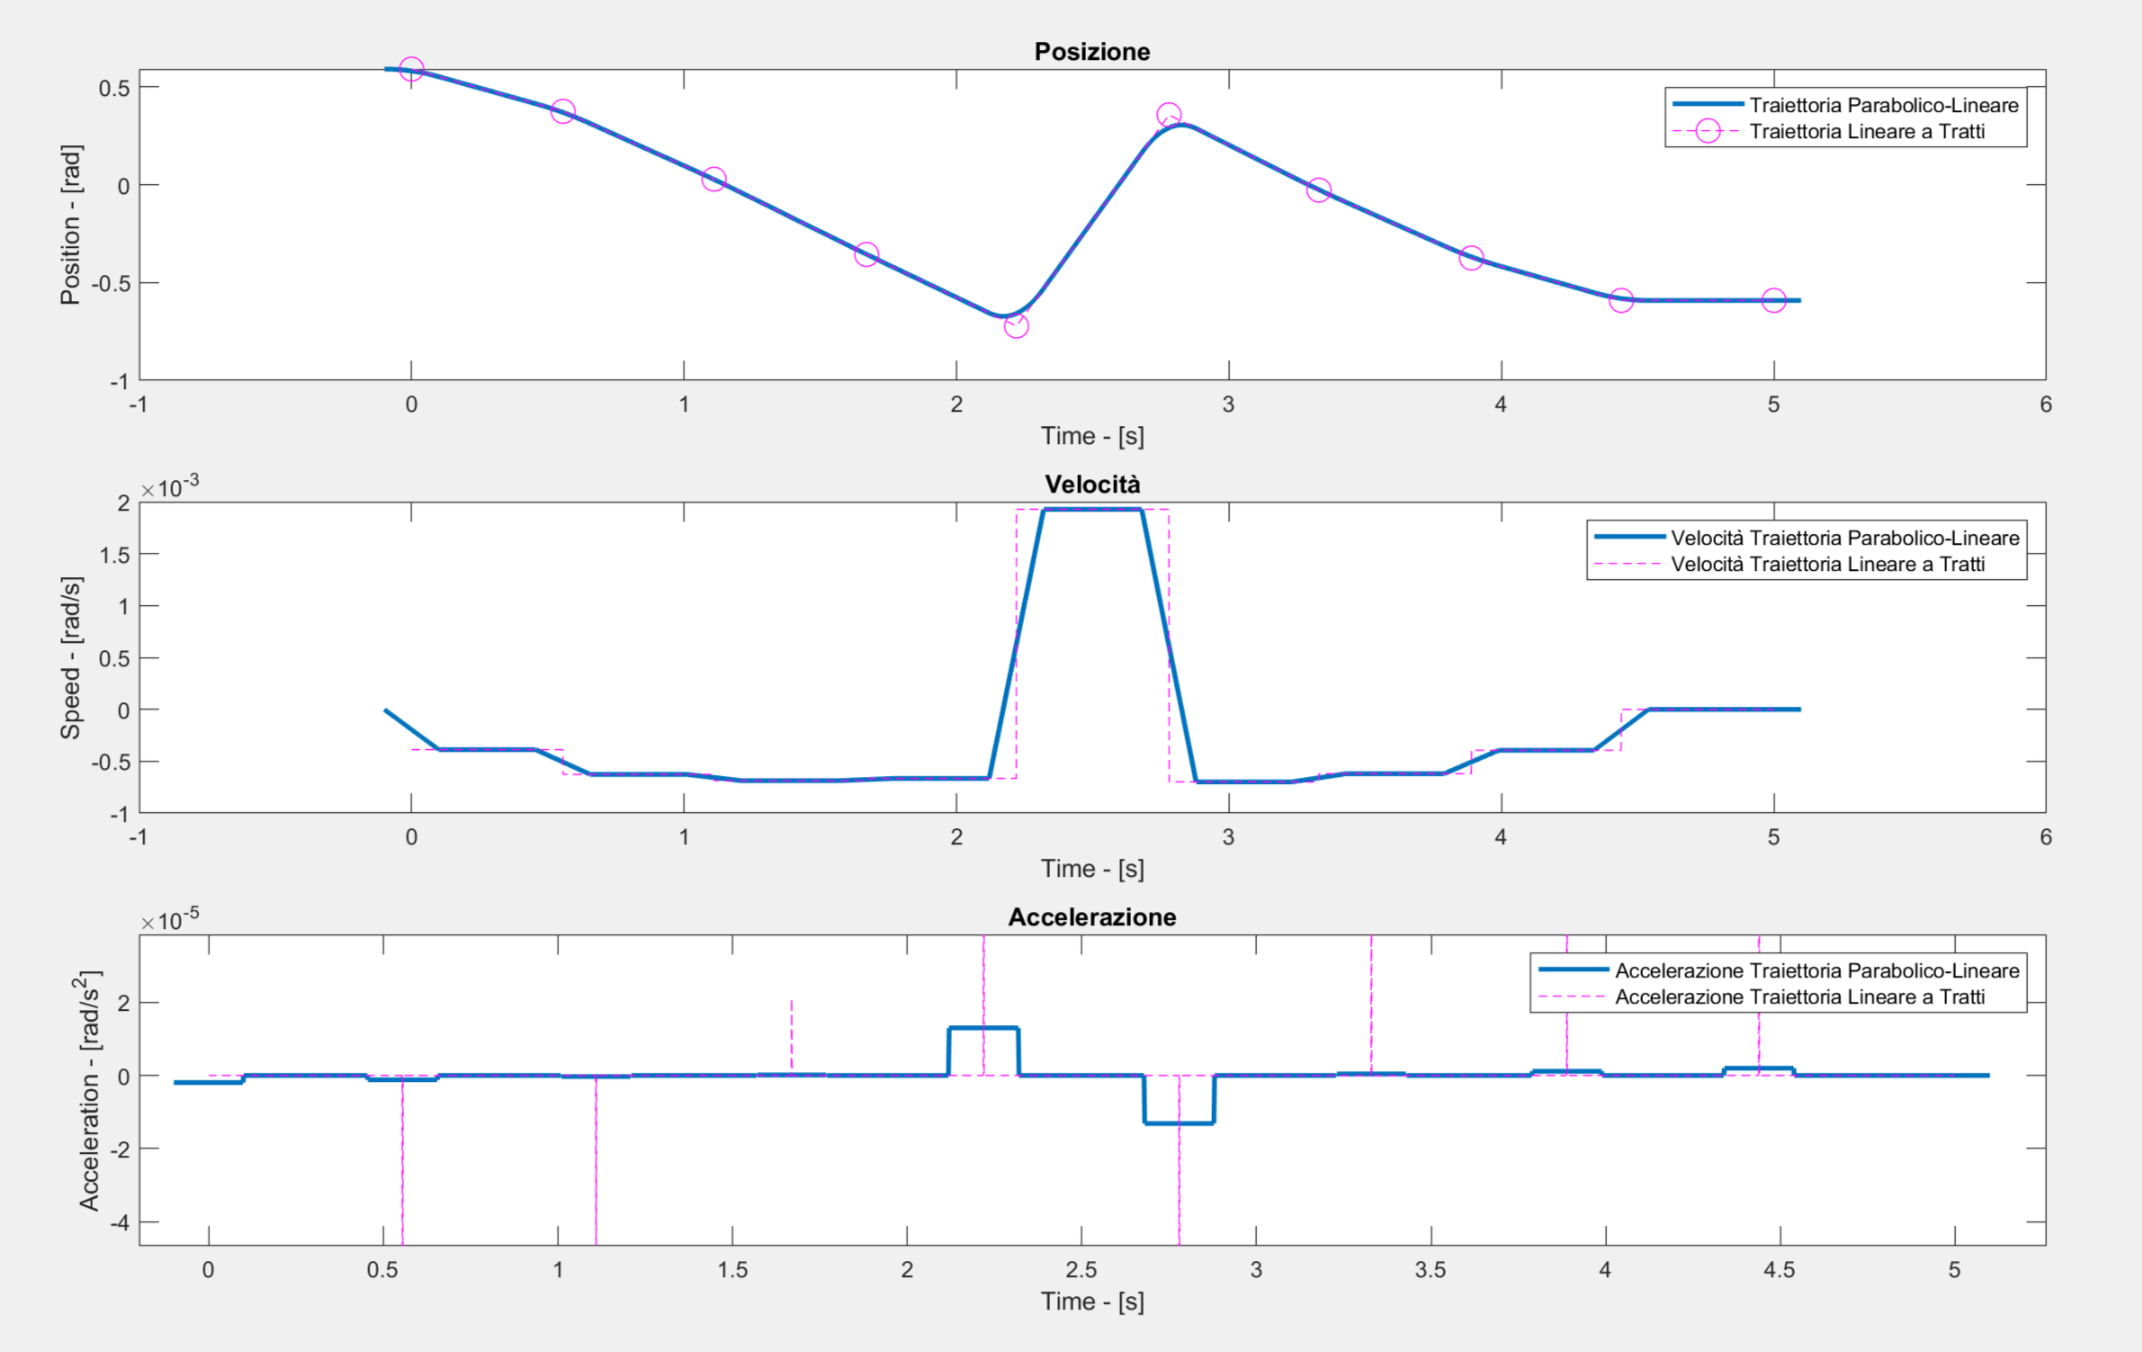 Posizione
0.5
0
-0.5
-1
Position - [rad]
Traiettoria Parabolico-Lineare
Traiettoria Lineare a Tratti
-1 0 1 2 3 4 5 6
Time - [s]
×10-3
Velocità
2
1.5
1
0.5
0
-0.5
-1
Speed - [rad/s]
Velocità Traiettoria Parabolico-Lineare
Velocità Traiettoria Lineare a Tratti
-1 0 1 2 3 4 5 6
Time - [s]
×10-5
Accelerazione
2
0
-2
-4
Acceleration - [rad/s2]
Accelerazione Traiettoria Parabolico-Lineare
Accelerazione Traiettoria Lineare a Tratti
0 0.5 1 1.5 2 2.5 3 3.5 4 4.5 5
Time - [s]